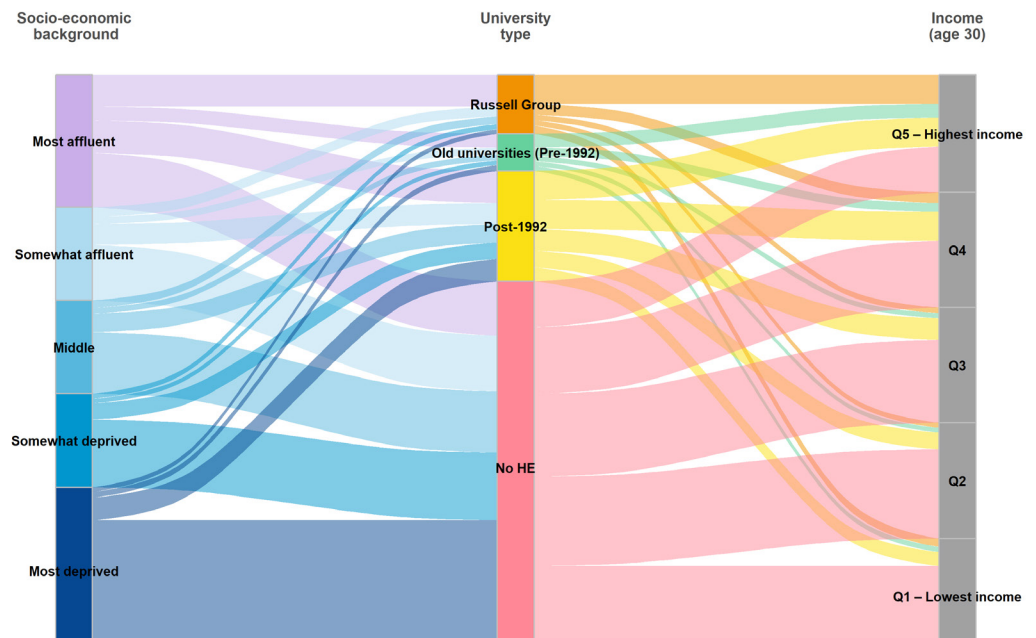 Socio-economic
background
University
type
Income
(age 30)
Most affluent
Somewhat affluent
Middle
Somewhat deprived
Most deprived
Russell Group
Old universities (Pre-1992)
Post-1992
No HE
Q5 – Highest income
Q4
Q3
Q2
Q1 – Lowest income